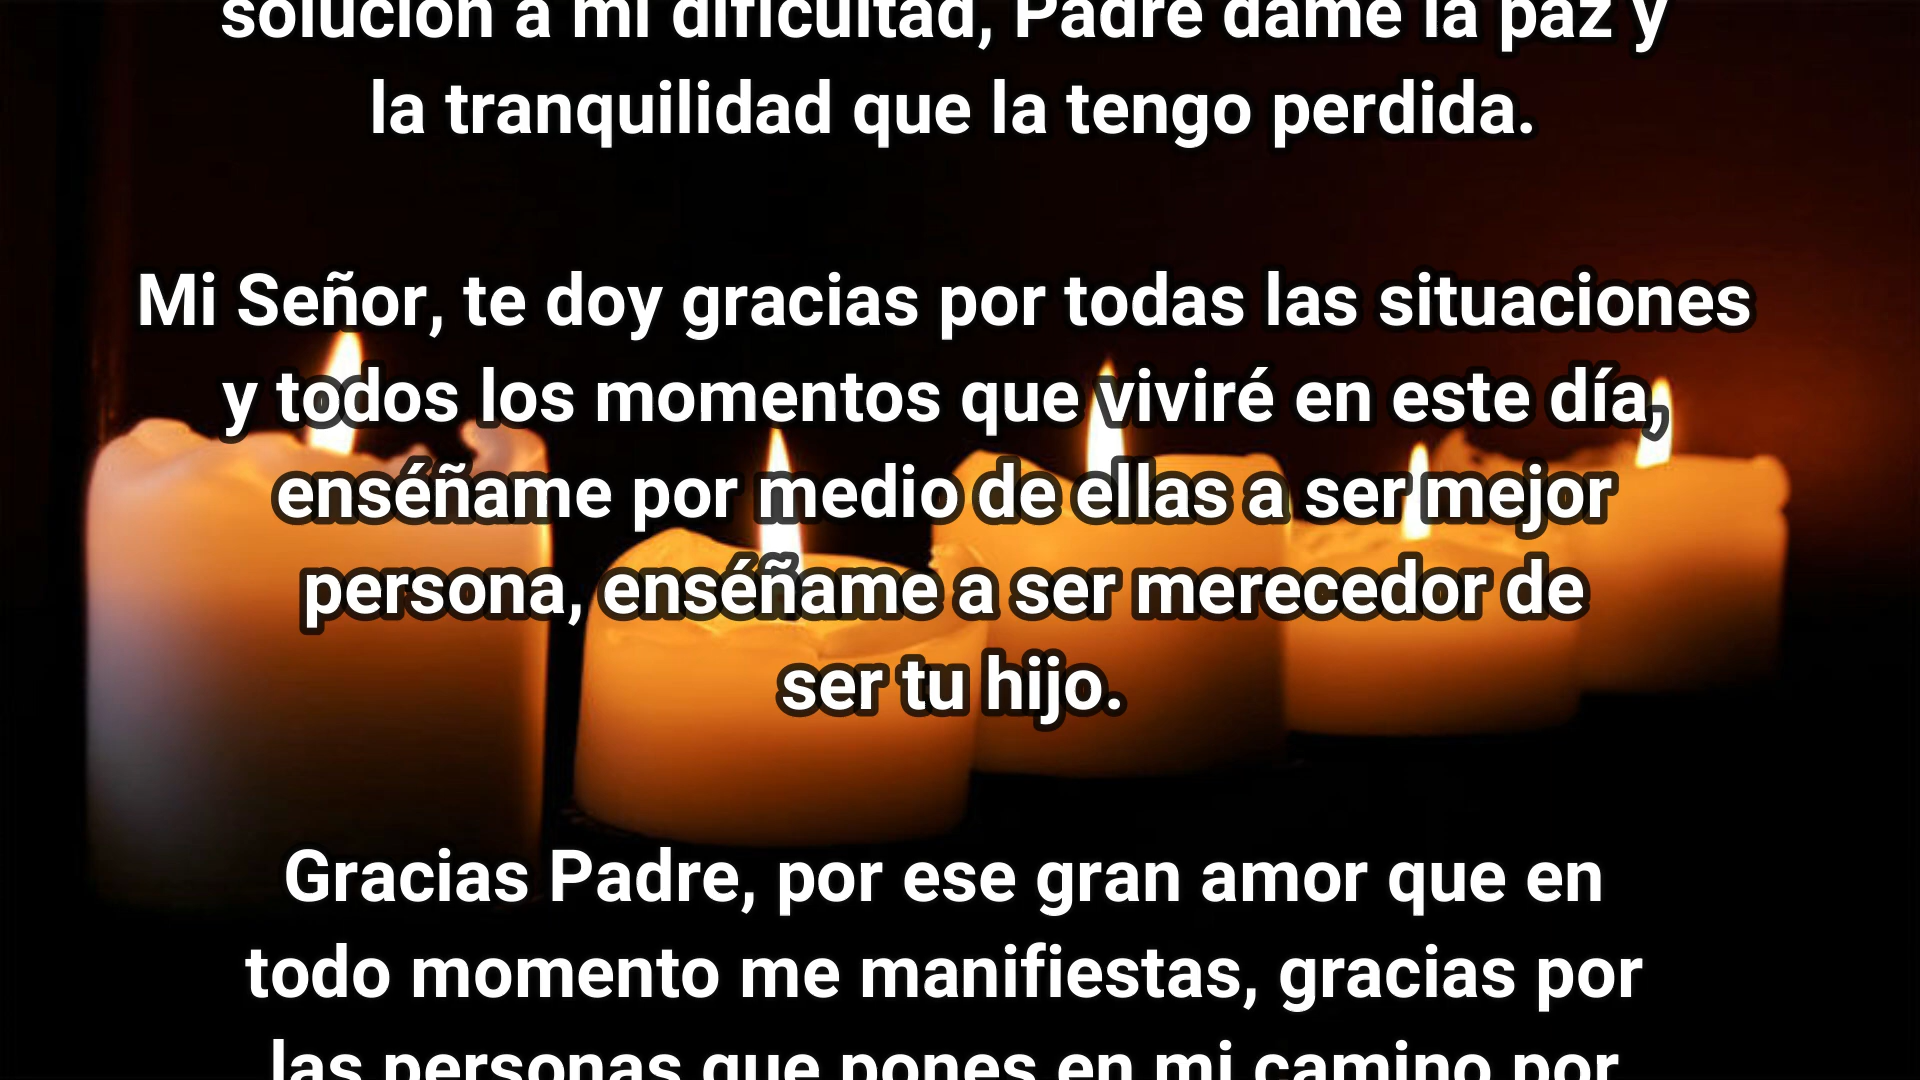 solución a mi dificultad, Padre dame la paz y
la tranquilidad que la tengo perdida.
Mi Señor, te doy gracias por todas las situaciones
y todos los momentos que viviré en este día,
enséñame por medio de ellas a ser mejor
persona, enséñame a ser merecedor de
ser tu hijo.
Gracias Padre, por ese gran amor que en
todo momento me manifiestas, gracias por
las personas que pones en mi camino por